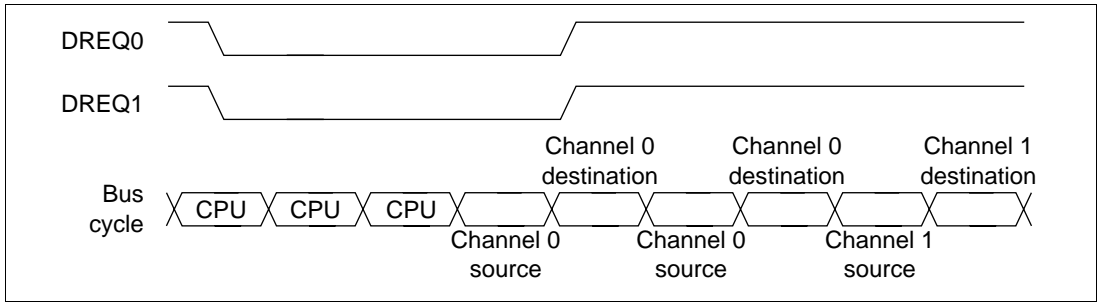 DREQ0
DREQ1
Channel 0 Channel 0 Channel 1
destination destination destination
Bus
cycle
CPU CPU CPU
Channel 0 Channel 0 Channel 1
source source source